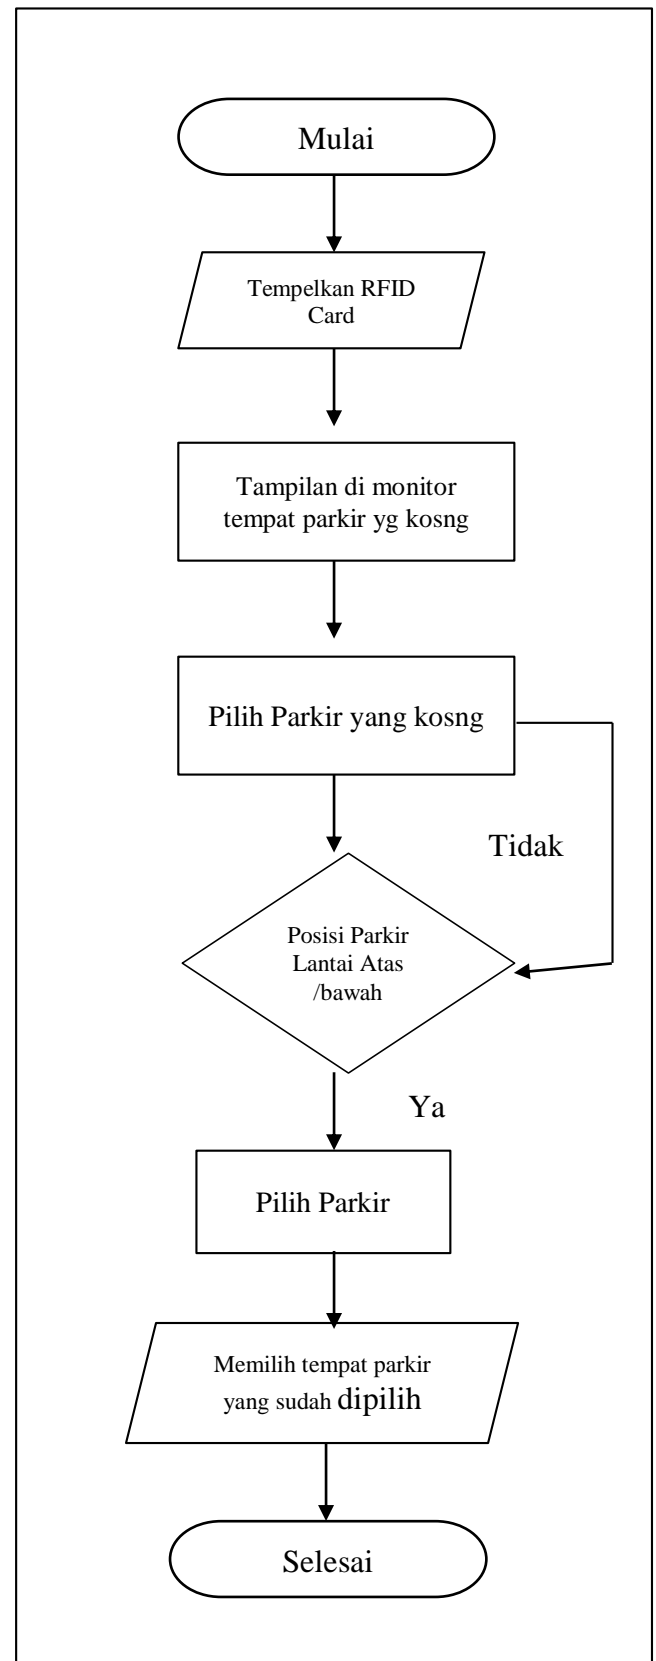 Mulai
Tempelkan RFID
Card
Tampilan di monitor
tempat parkir yg kosng
Pilih Parkir yang kosng
Tidak
Posisi Parkir
Lantai Atas
/bawah
Ya
Pilih Parkir
Memilih tempat parkir
yang sudah dipilih
Selesai